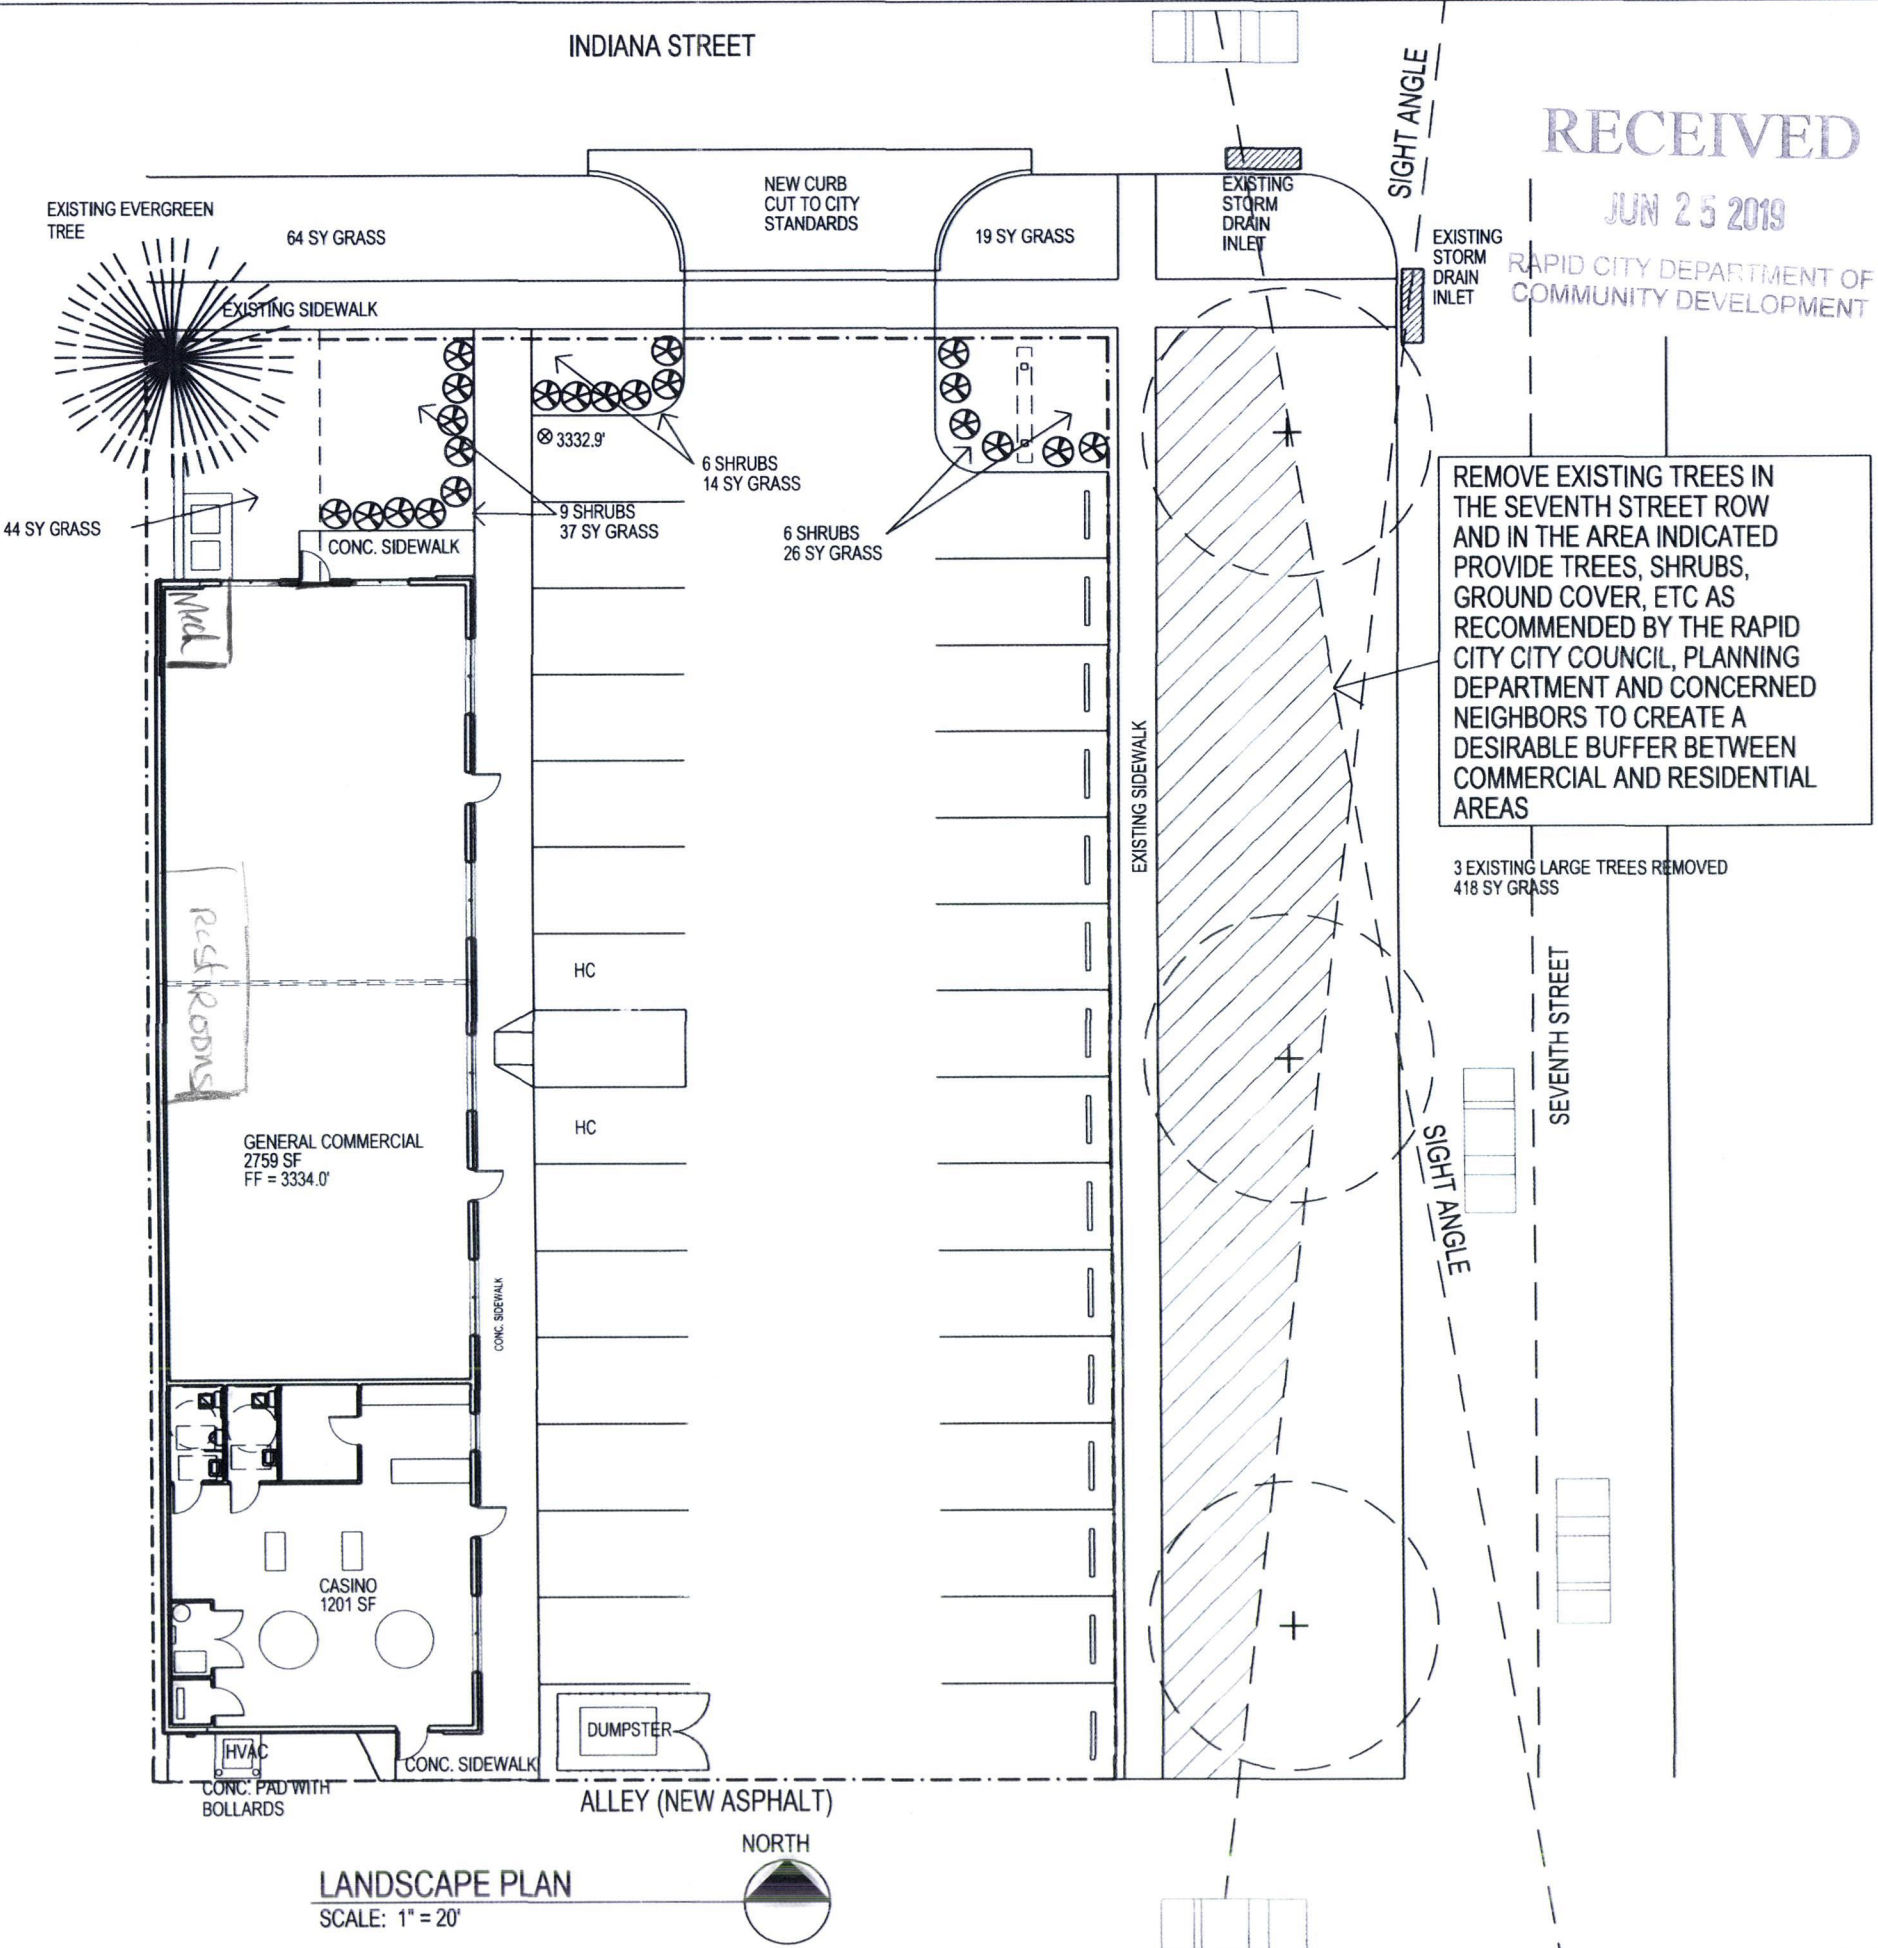 INDIANA STREET
SIGHT ANGLE
RECEIVED
JUN 25 2019
RAPID CITY DEPARTMENT OF
COMMUNITY DEVELOPMENT
EXISTING EVERGREEN
TREE
64 SY GRASS
NEW CURB
CUT TO CITY
STANDARDS
19 SY GRASS
EXISTING
STORM
DRAIN
INLET
EXISTING
STORM
DRAIN
INLET
EXISTING SIDEWALK
3332.9'
6 SHRUBS
14 SY GRASS
44 SY GRASS
9 SHRUBS
37 SY GRASS
6 SHRUBS
26 SY GRASS
CONC. SIDEWALK
REMOVE EXISTING TREES IN
THE SEVENTH STREET ROW
AND IN THE AREA INDICATED
PROVIDE TREES, SHRUBS,
GROUND COVER, ETC AS
RECOMMENDED BY THE RAPID
CITY CITY COUNCIL, PLANNING
DEPARTMENT AND CONCERNED
NEIGHBORS TO CREATE A
DESIRABLE BUFFER BETWEEN
COMMERCIAL AND RESIDENTIAL
AREAS
Mech
EXISTING SIDEWALK
3 EXISTING LARGE TREES REMOVED
418 SY GRASS
RestRooms
HC
SEVENTH STREET
HC
GENERAL COMMERCIAL
2759 SF
FF = 3334.0'
SIGHT ANGLE
CONC. SIDEWALK
CASINO
1201 SF
DUMPSTER
HVAC
CONC. SIDEWALK
CONC. PAD WITH
BOLLARDS
ALLEY (NEW ASPHALT)
NORTH
LANDSCAPE PLAN
SCALE: 1" = 20'